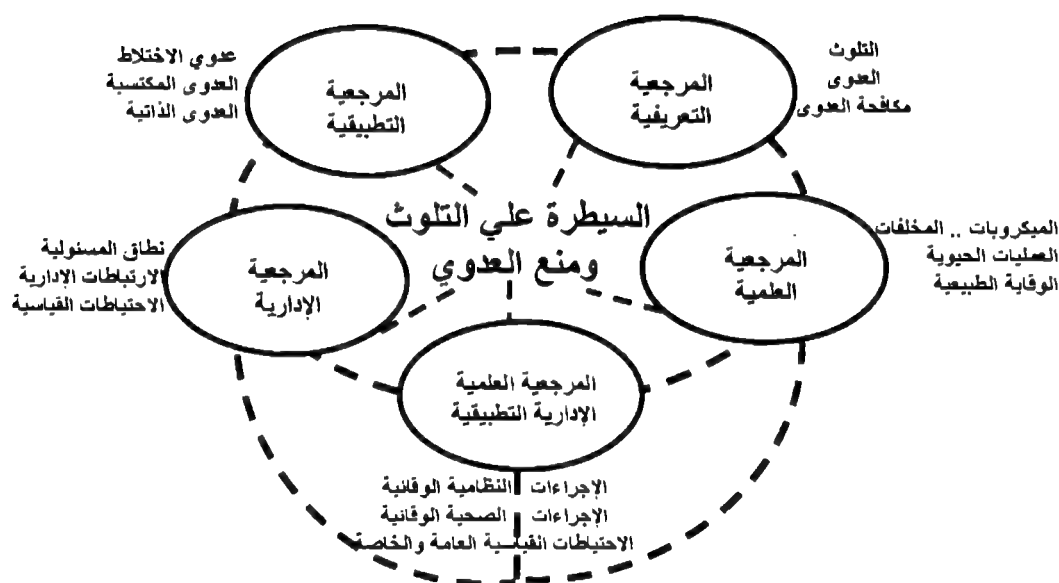 التلوث
العدوى
مكافحة العدوى
المرجعية
التعريفية
المرجعية
التطبيقية
عدوي الاختلاط
العدوى المكتسبة
العدوى الذاتية
السيطرة علي التلوث
ومنع العدوي
الميكروبات .. المخلفات
العمليات الحيوية
الوقاية الطبيعية
المرجعية
العلمية
المرجعية
الإدارية
نطاق المسئولية
الارتباطات الإدارية
الاحتياطات القياسية
المرجعية العلمية
الإدارية التطبيقية
الإجراءات النظامية الوقائية
الإجراءات الصحية الوقائية
الاحتياطات القياسية العامة والخاصة